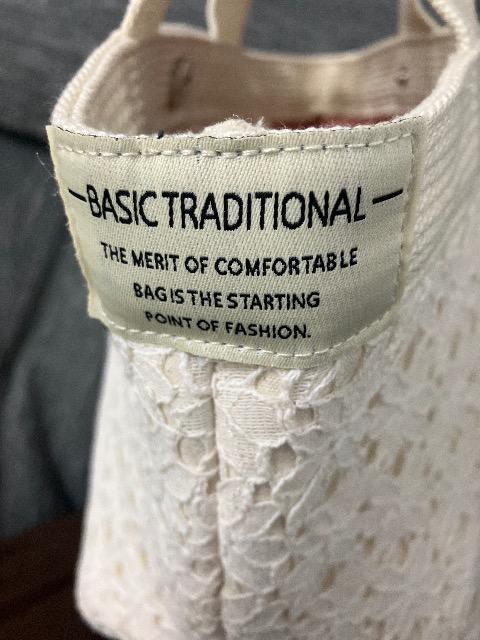 —BASIC TRADITIONAL—
THE MERIT OF COMFORTABLE
BAG IS THE STARTING
POINT OF FASHION.